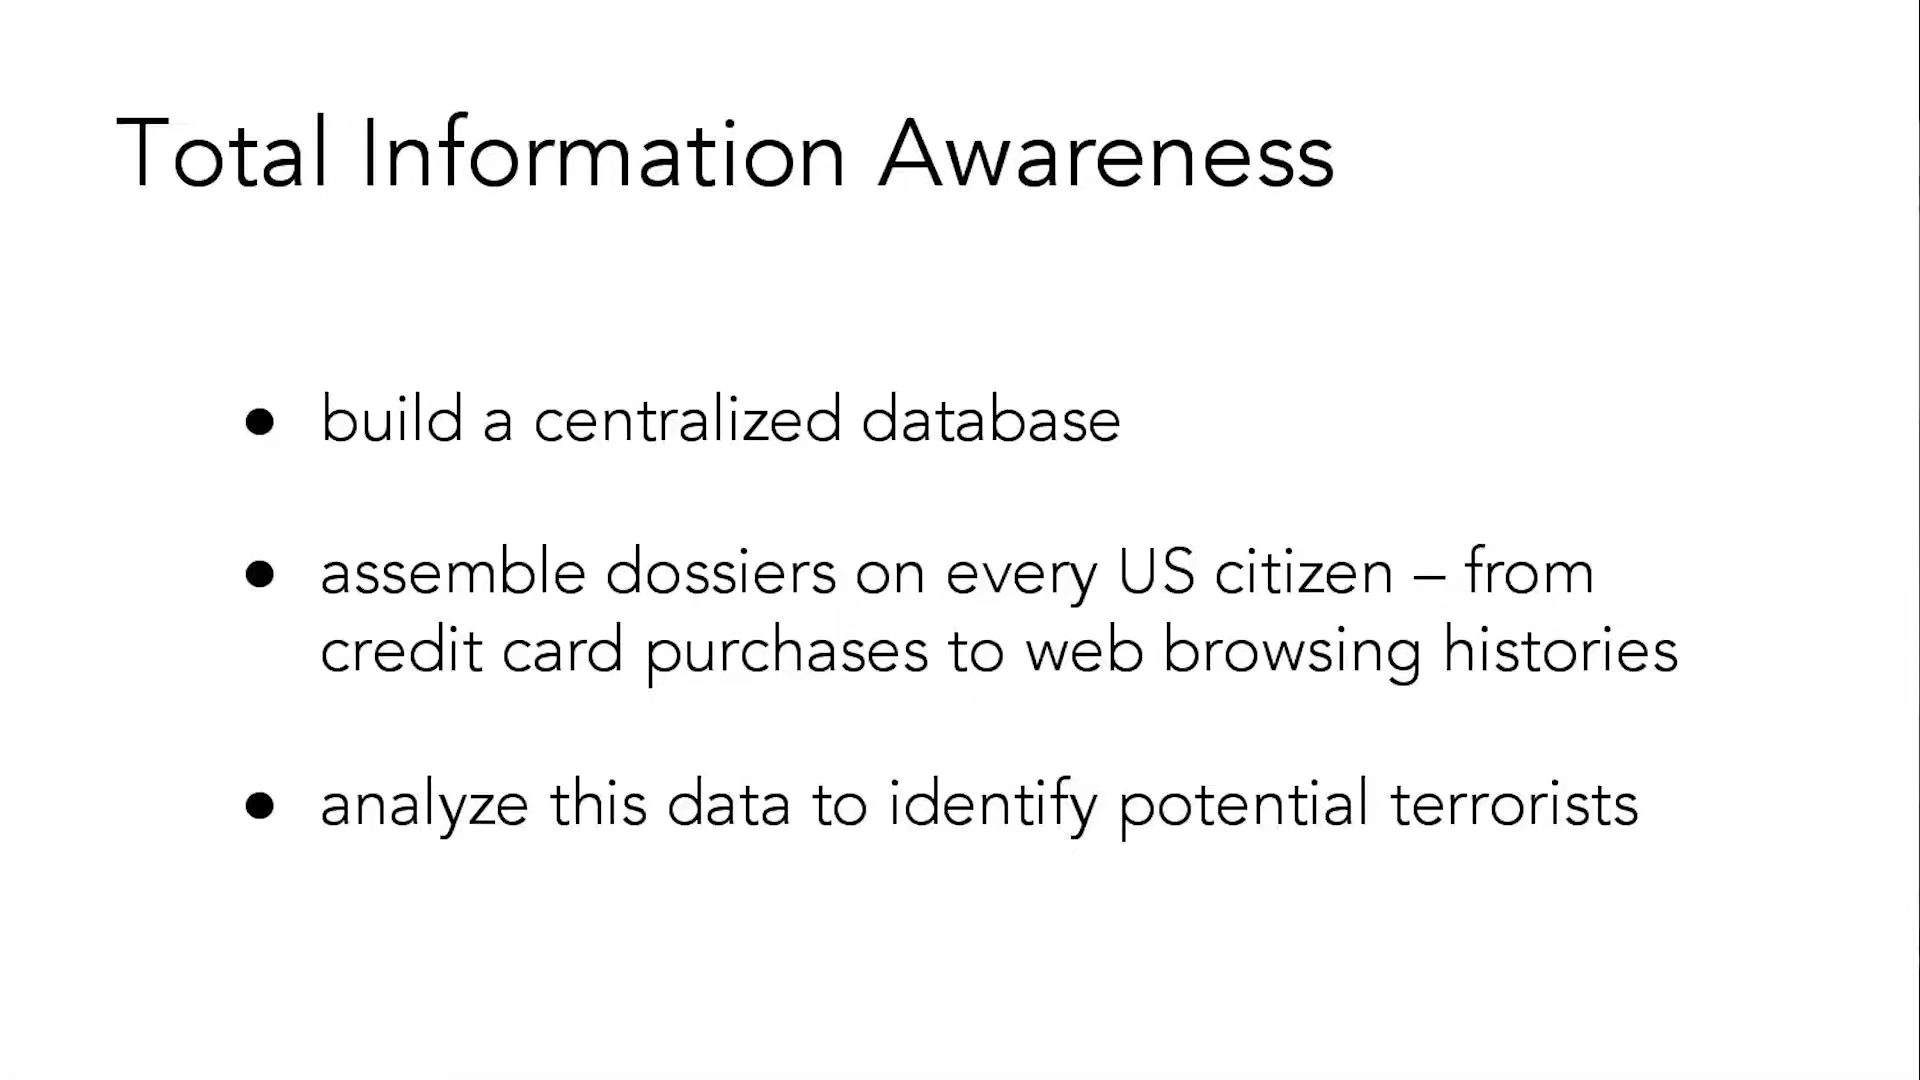 Total Information Awareness
● build a centralized database
● assemble dossiers on every US citizen – from
credit card purchases to web browsing histories
● analyze this data to identify potential terrorists